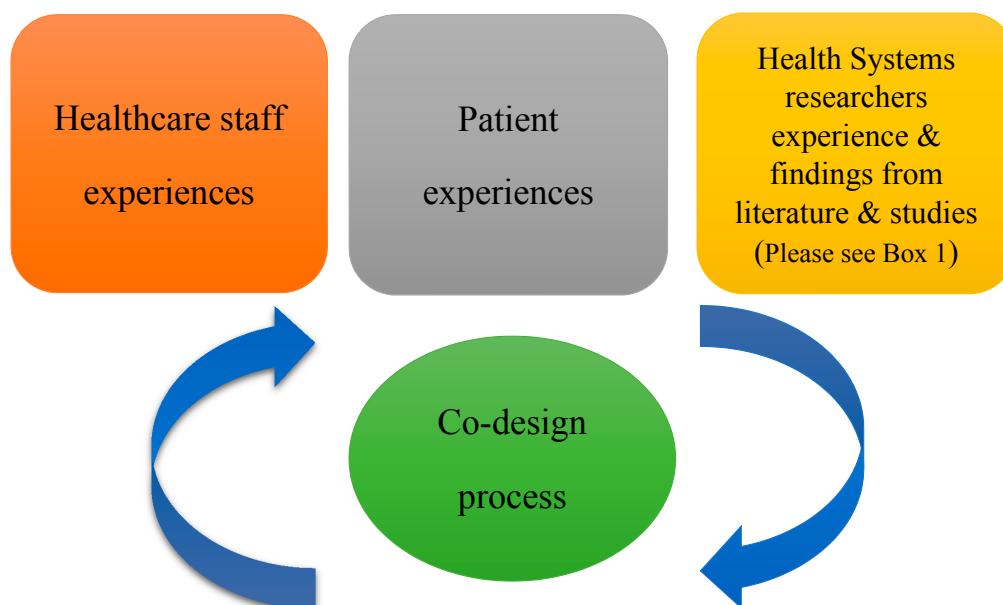 Healthcare staff
experiences
Patient
experiences
Health Systems
researchers
experience &
findings from
literature & studies
(Please see Box 1)
Co-design
process